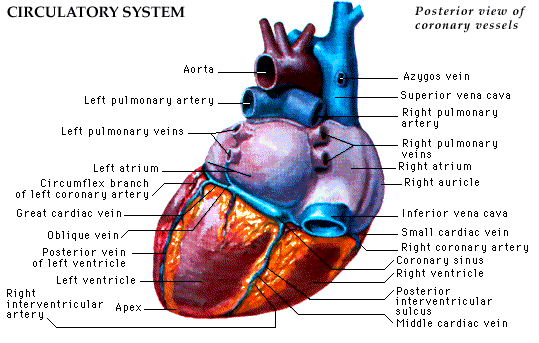 CIRCULATORY SYSTEM
Posterior view of
coronary vessels
Aorta
Left pulmonary artery
Left pulmonary veins
Left atrium
Circumflex branch
of left coronary artery
Great cardiac vein
Oblique vein
Posterior vein
of left ventricle
Left ventricle
Right
interventricular
artery
Apex
Azygos vein
Superior vena cava
Right pulmonary
artery
Right pulmonary
veins
Right atrium
Right auricle
Inferior vena cava
Small cardiac vein
Right coronary artery
Coronary sinus
Right ventricle
Posterior
interventricular
sulcus
Middle cardiac vein